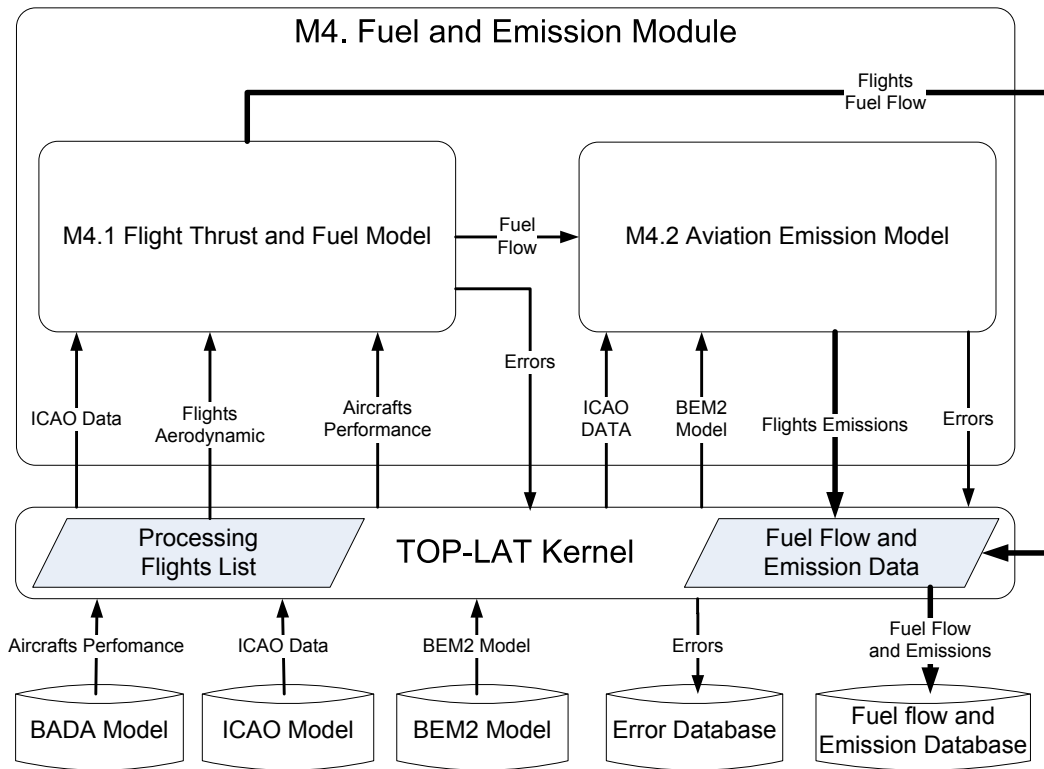 M4. Fuel and Emission Module
Flights
Fuel Flow
M4.1 Flight Thrust and Fuel Model
Fuel
Flow
M4.2 Aviation Emission Model
ICAO Data
Flights
Aerodynamic
Aircrafts
Performance
Errors
ICAO
DATA
BEM2
Model
Flights Emissions
Errors
Processing
Flights List
TOP-LAT Kernel
Fuel Flow and
Emission Data
Aircrafts Perfomance
ICAO Data
BEM2 Model
Errors
Fuel Flow
and Emissions
BADA Model
ICAO Model
BEM2 Model
Error Database
Fuel flow and
Emission Database